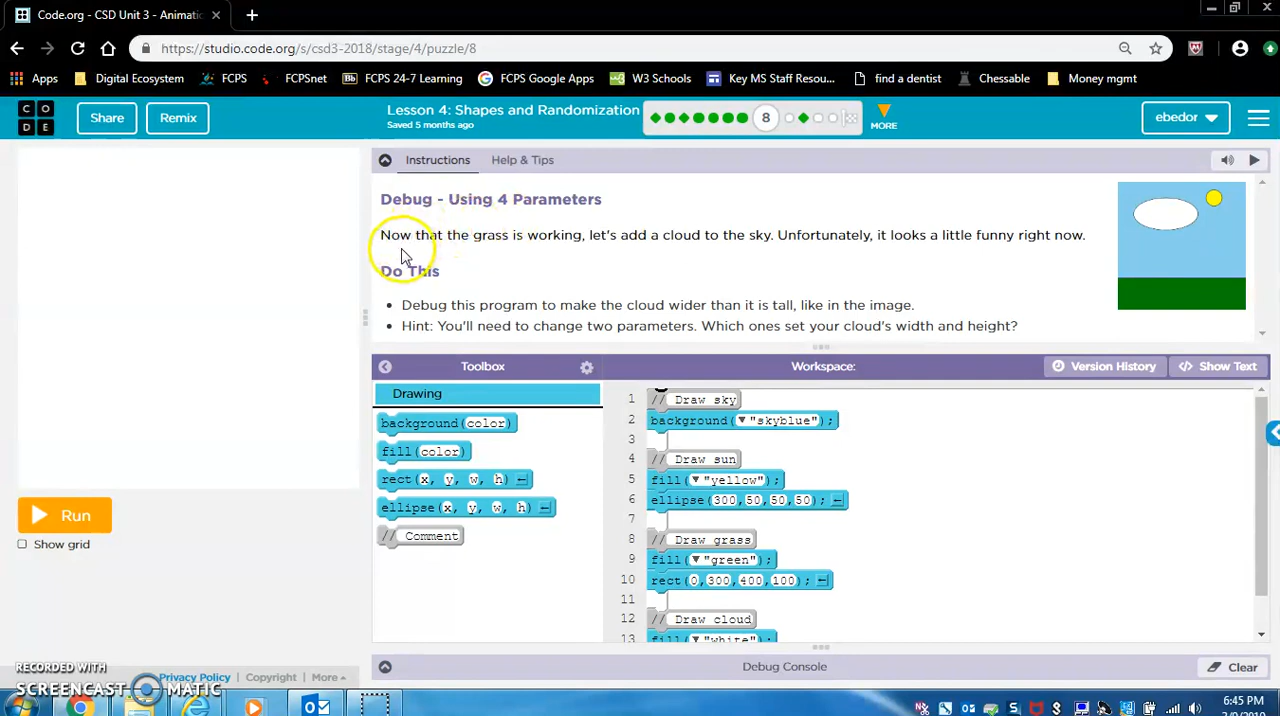 Code.org - CSD Unit 3 - Animatic
https://studio.code.org/s/csd3-2018/stage/4/puzzle/8
Apps Digital Ecosystem FCPS FCPSnet Bb FCPS 24-7 Learning G FCPS Google Apps W3 Schools Key MS Staff Resou... find a dentist Chessable Money mgmt
C O D E
Share
Remix
Lesson 4: Shapes and Randomization
Saved 5 months ago
8
MORE
ebedor
Instructions Help & Tips
Debug - Using 4 Parameters
Now that the grass is working, let's add a cloud to the sky. Unfortunately, it looks a little funny right now.
Do This
• Debug this program to make the cloud wider than it is tall, like in the image.
• Hint: You'll need to change two parameters. Which ones set your cloud's width and height?
Toolbox Workspace: Version History </> Show Text
Drawing
background(color)
fill(color)
rect(x, y, w, h)
ellipse(x, y, w, h)
// Comment
1 // Draw sky
2 background("skyblue");
3
4 // Draw sun
5 fill("yellow");
6 ellipse(300,50,50,50);
7
8 // Draw grass
9 fill("green");
10 rect(0,300,400,100);
11
12 // Draw cloud
13 fill("white");
Run
Show grid
Debug Console Clear
Privacy Policy | Copyright | More
RECORDED WITH
SCREENCAST MATIC
6:45 PM